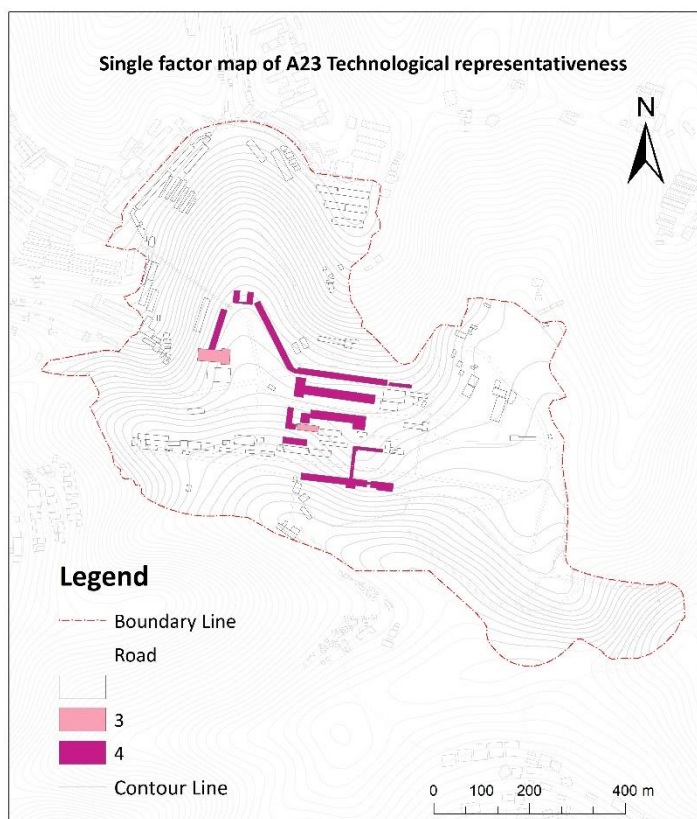 Single factor map of A23 Technological representativeness
N
Legend
Boundary Line
Road
3
4
Contour Line
0 100 200 400 m